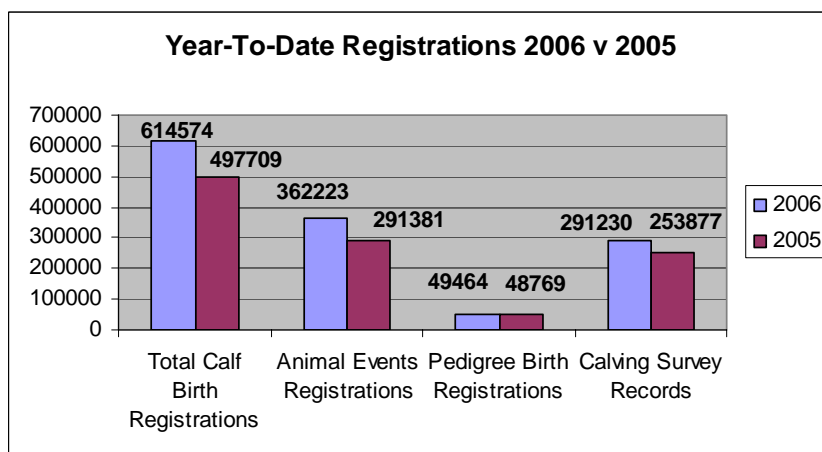 Year-To-Date Registrations 2006 v 2005
700000
600000
500000
400000
300000
200000
100000
0
614574
497709
362223
291381
49464
48769
291230
253877
Total Calf
Birth
Registrations
Animal Events
Registrations
Pedigree Birth
Registrations
Calving Survey
Records
2006
2005